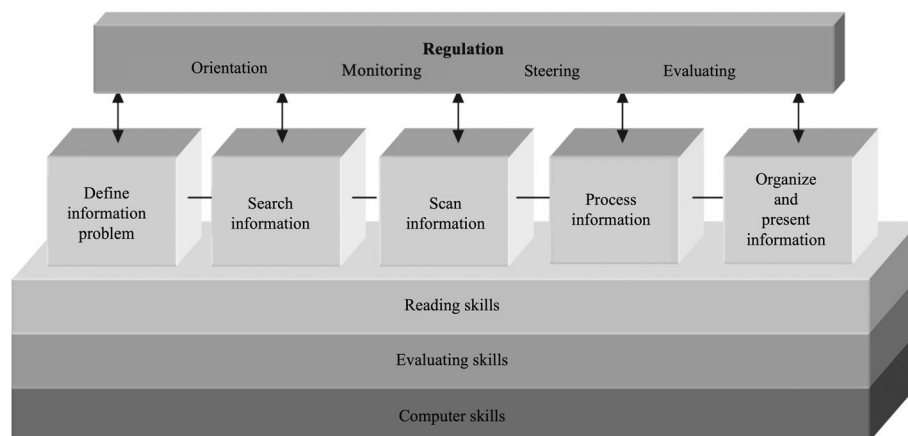 Regulation
Orientation Monitoring Steering Evaluating
Define
information
problem
Search
information
Scan
information
Process
information
Organize
and
present
information
Reading skills
Evaluating skills
Computer skills